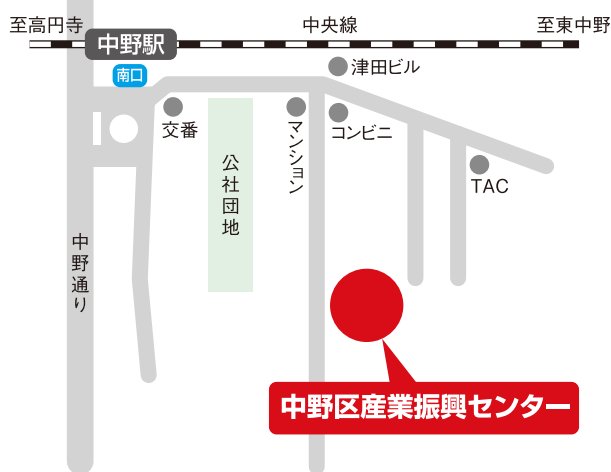 至高円寺
中央線
至東中野
中野駅
南口
津田ビル
交番
マンション
コンビニ
公社団地
TAC
中野通り
中野区産業振興センター